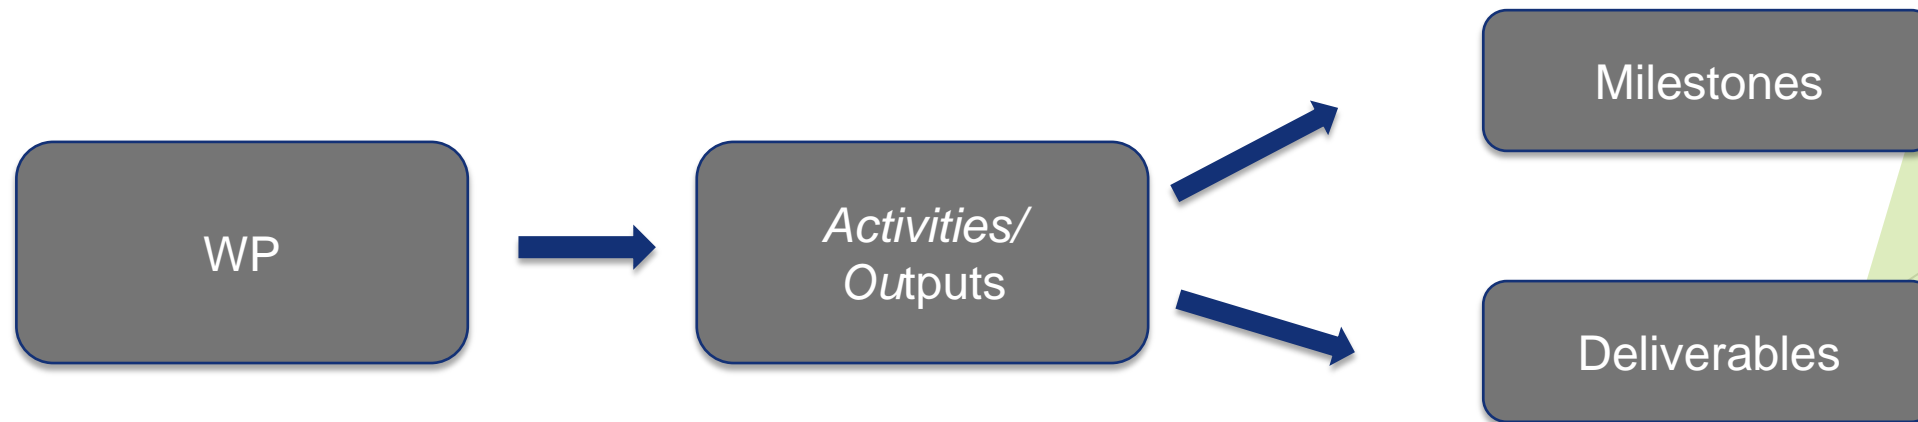 WP
Activities/
Outputs
Milestones
Deliverables